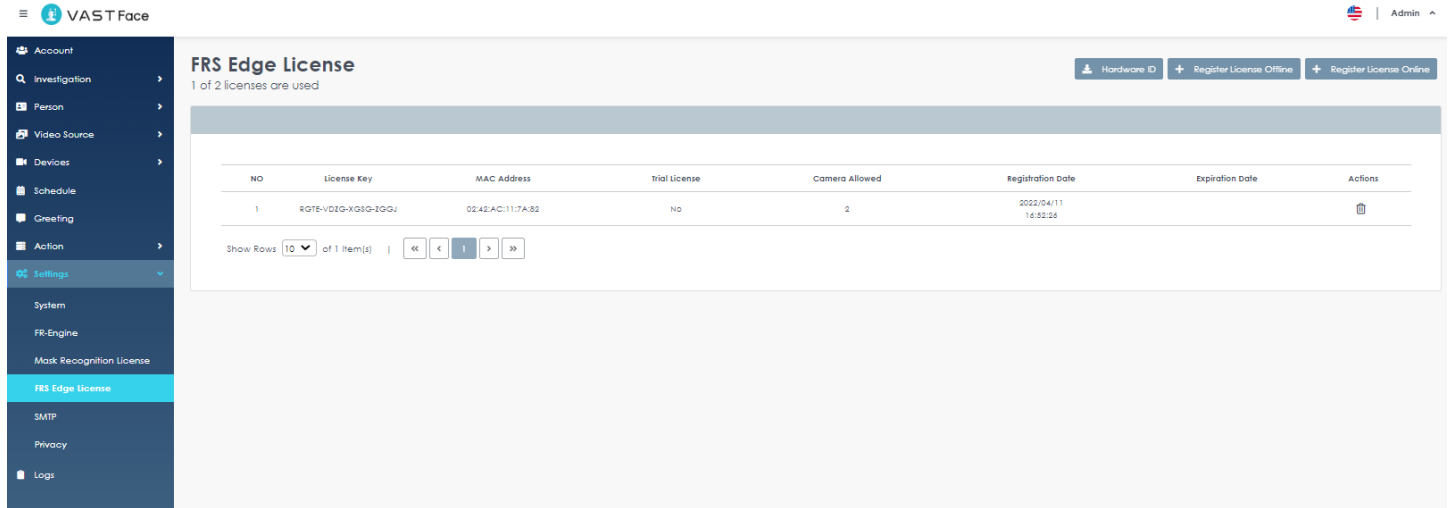 VAST Face
Admin
Account
Investigation
Person
Video Source
Devices
Schedule
Greeting
Action
Settings
System
FR-Engine
Mask Recognition License
FRS Edge License
SMTP
Privacy
Logs
FRS Edge License
1 of 2 licenses are used
Hardware ID
Register License Offline
Register License Online
NO License Key MAC Address Trial License Camera Allowed Registration Date Expiration Date Actions
1 RGTE-VDZG-XGSG-ZGGJ 02:42:AC:11:7A:82 No 2 2022/04/11
16:52:26
Show Rows 10 of 1 Item(s) | « < 1 > »